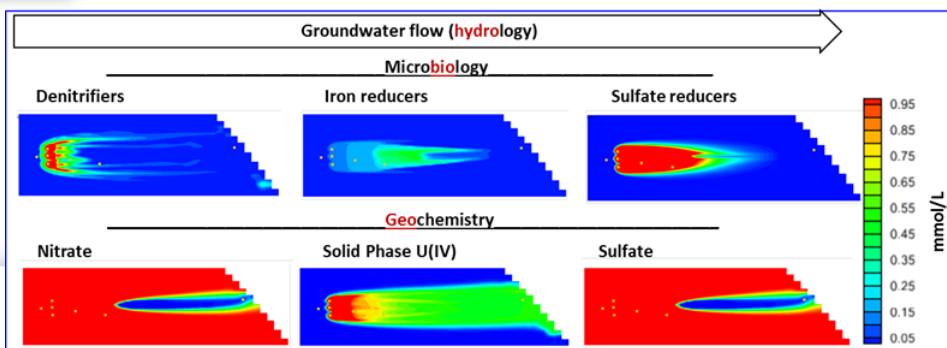 Groundwater flow (hydrology)
Microbiology
Denitrifiers
Iron reducers
Sulfate reducers
Geochemistry
Nitrate
Solid Phase U(IV)
Sulfate
0.95
0.85
0.75
0.65
0.55
0.45
0.35
0.25
0.15
0.05
mmol/L